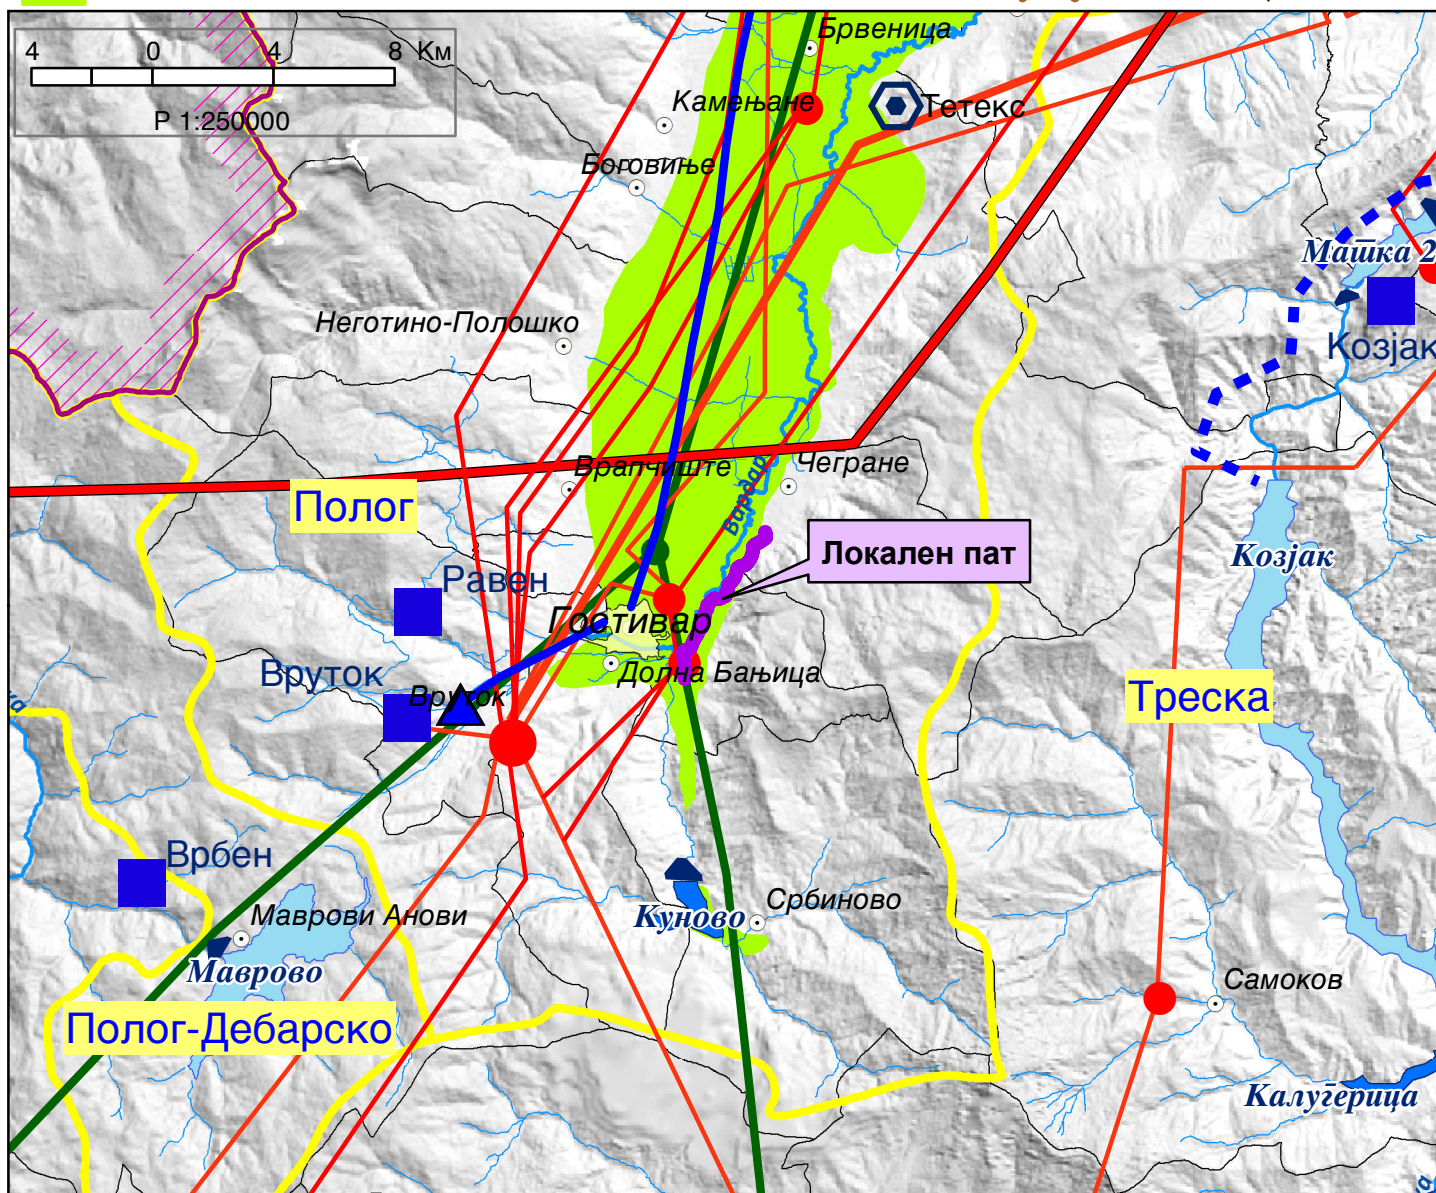 Брвеница
4 0 4 8 Км
Р 1:250000
Камењане
Тетекс
Боговиње
Машка 2
Неготино-Полошко
Козјак
Врапчиште
Чегране
Полог
Вардар
Локален пат
Козјак
Равен
Гостивар
Вруток
Долна Бањица
Вруток
Треска
Врбен
Маврови Анови
Србиново
Куново
Маврово
Самоков
Полог-Дебарско
Калугерица